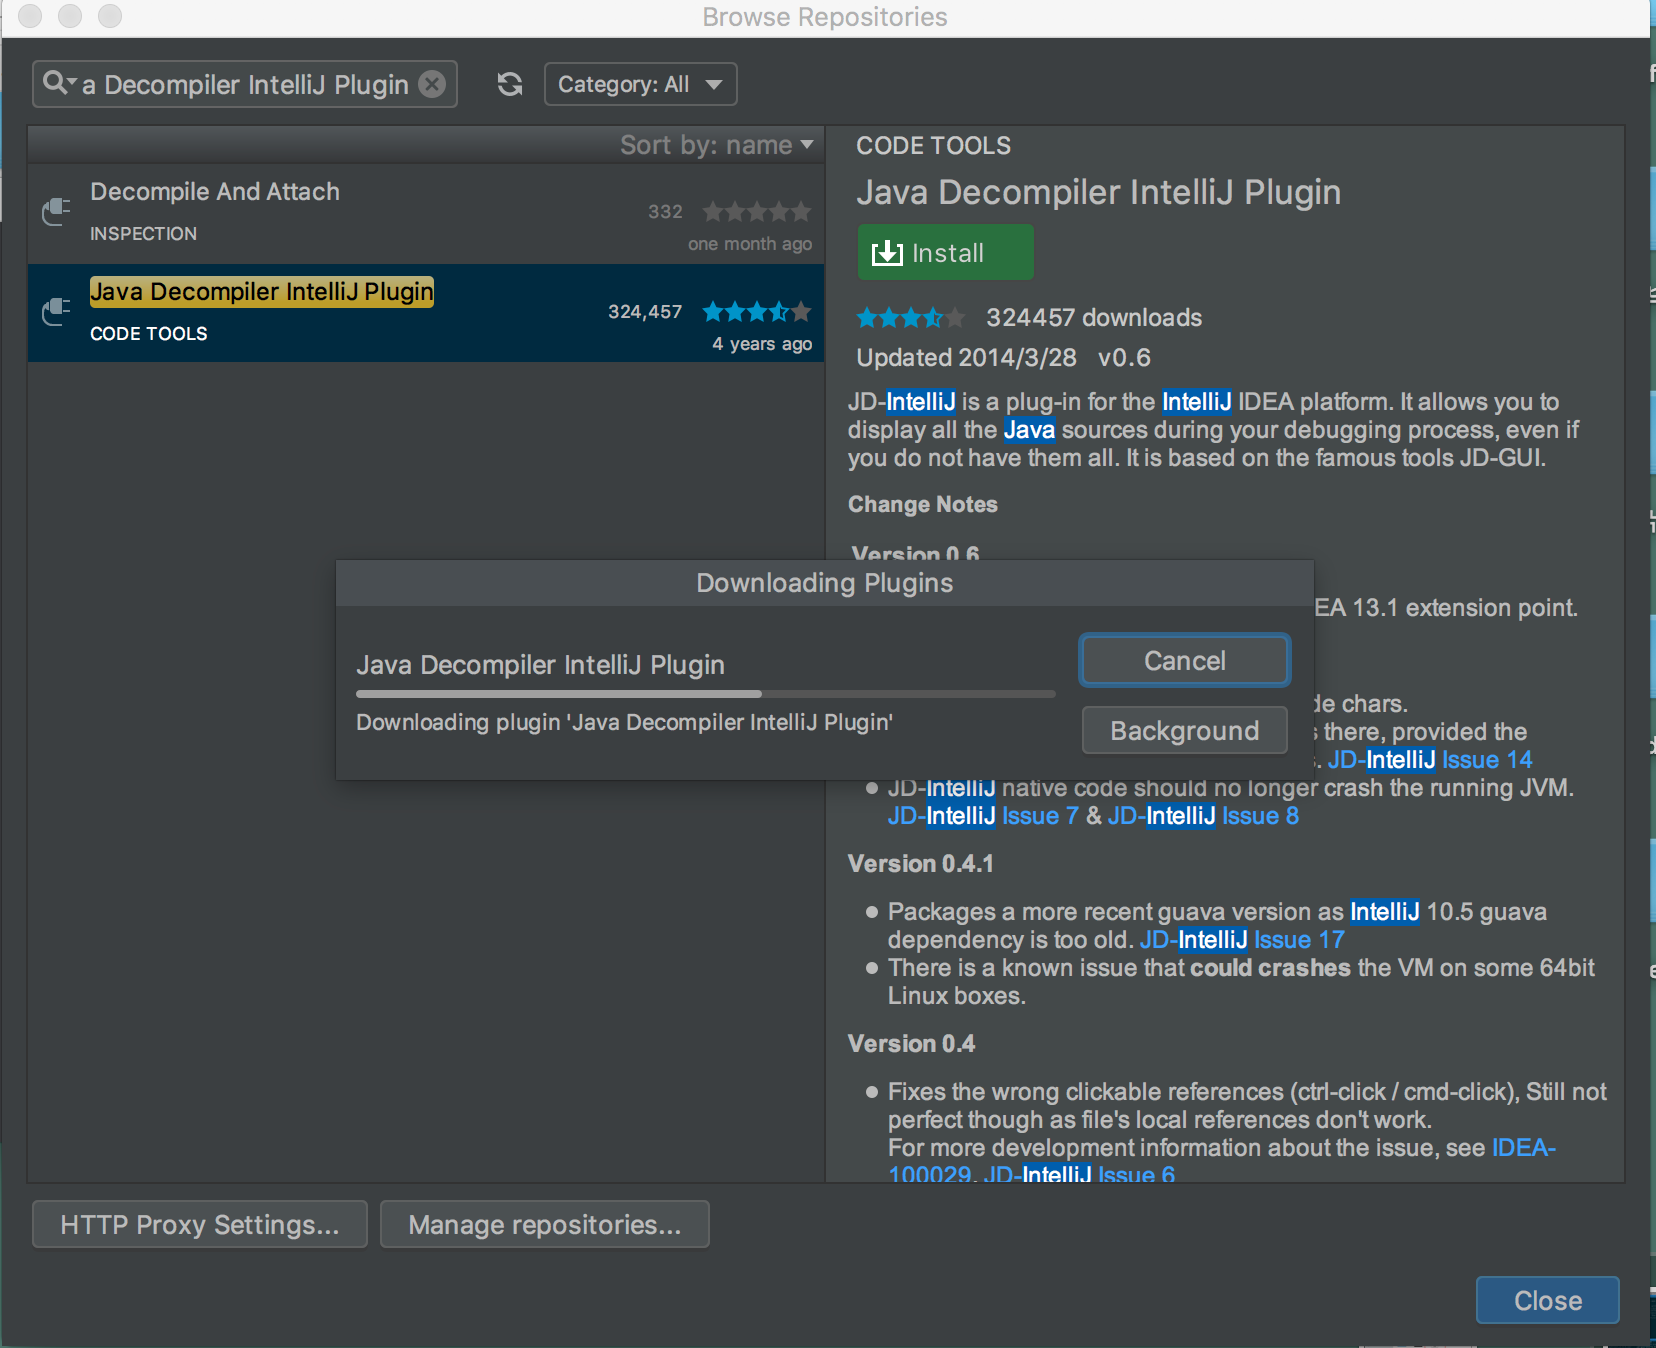 Browse Repositories
a Decompiler IntelliJ Plugin
Category: All
Sort by: name
Decompile And Attach
332
INSPECTION
one month ago
Java Decompiler IntelliJ Plugin
324,457
CODE TOOLS
4 years ago
CODE TOOLS
Java Decompiler IntelliJ Plugin
Install
324457 downloads
Updated 2014/3/28 v0.6
JD-IntelliJ is a plug-in for the IntelliJ IDEA platform. It allows you to
display all the Java sources during your debugging process, even if
you do not have them all. It is based on the famous tools JD-GUI.
Change Notes
Version 0.6
EA 13.1 extension point.
de chars.
s there, provided the
. JD-IntelliJ Issue 14
JD-IntelliJ native code should no longer crash the running JVM.
JD-IntelliJ Issue 7 & JD-IntelliJ Issue 8
Version 0.4.1
Packages a more recent guava version as IntelliJ 10.5 guava
dependency is too old. JD-IntelliJ Issue 17
There is a known issue that could crashes the VM on some 64bit
Linux boxes.
Version 0.4
Fixes the wrong clickable references (ctrl-click / cmd-click), Still not
perfect though as file's local references don't work.
For more development information about the issue, see IDEA-
100029, JD-IntelliJ Issue 6
Downloading Plugins
Java Decompiler IntelliJ Plugin
Downloading plugin 'Java Decompiler IntelliJ Plugin'
Cancel
Background
HTTP Proxy Settings...
Manage repositories...
Close